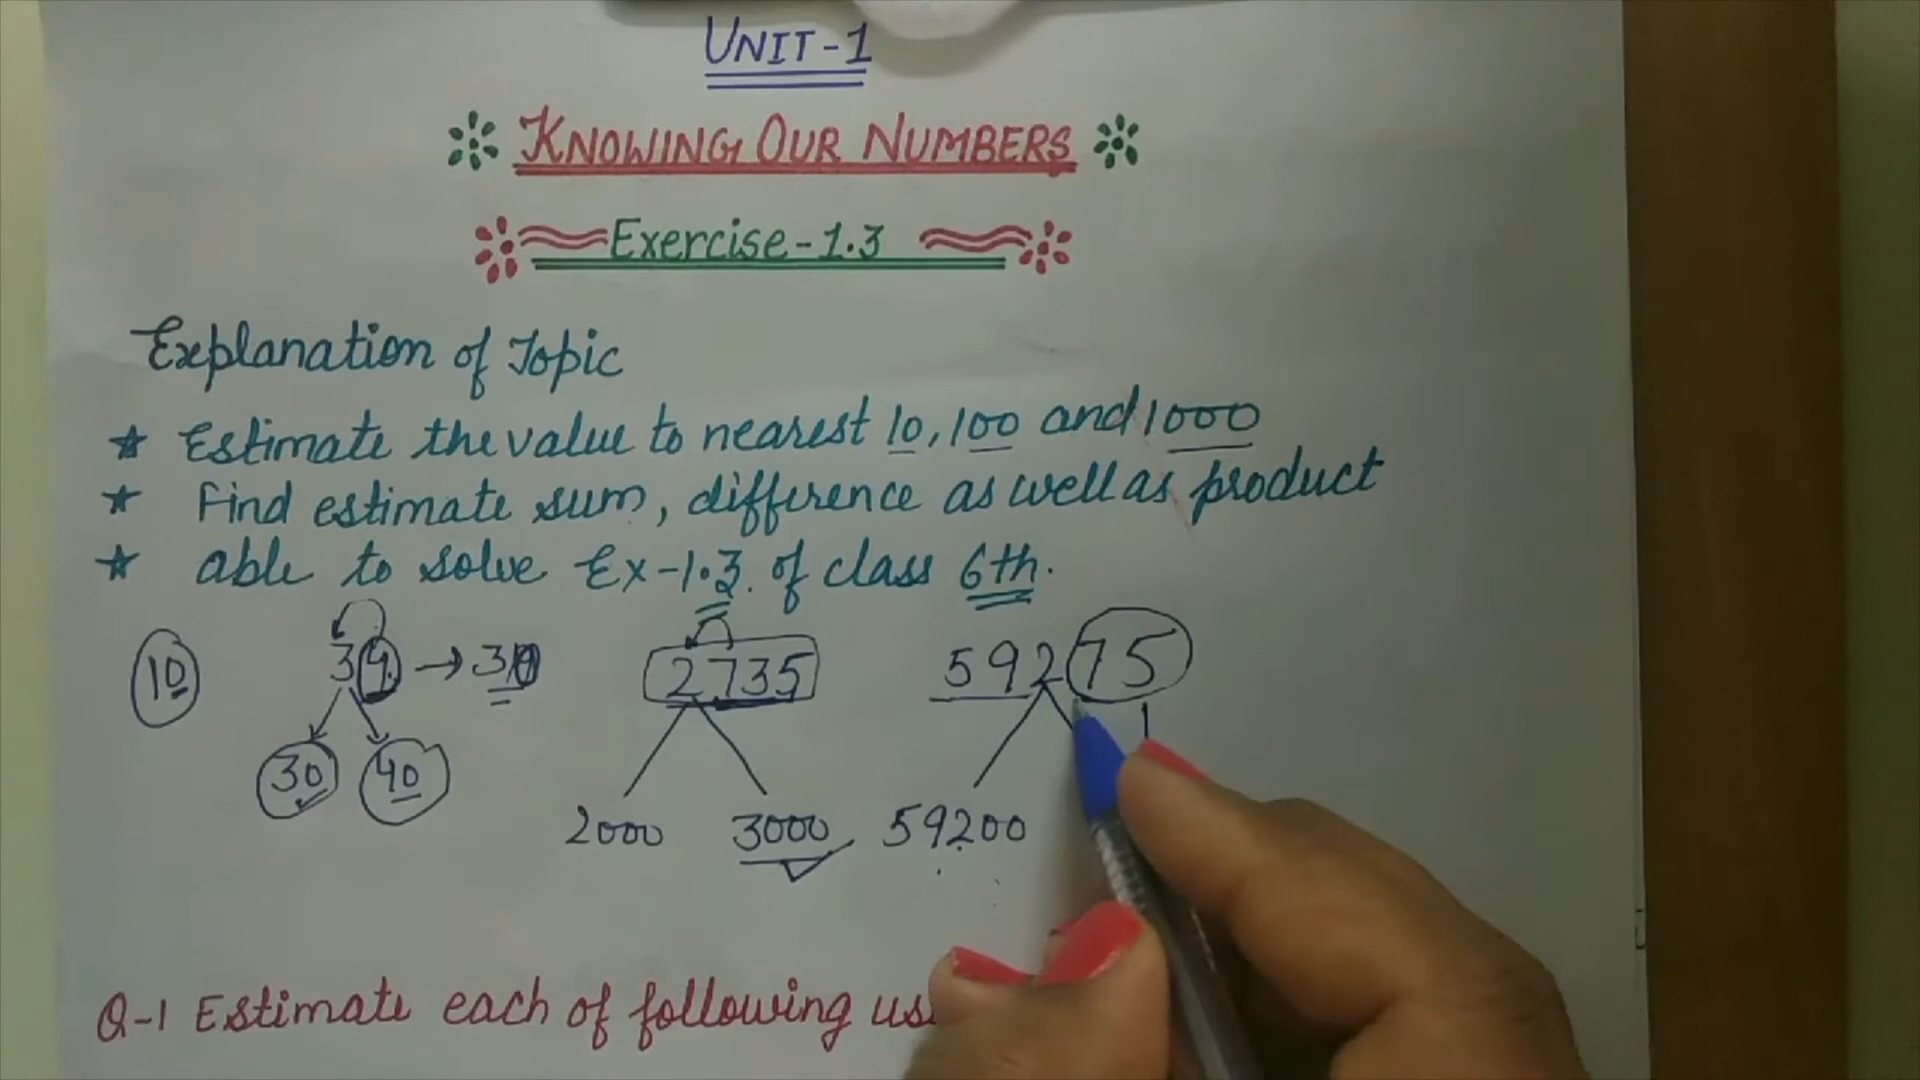 UNIT-1
KNOWING OUR NUMBERS
Exercise-1.3
Explanation of Topic
Estimate the value to nearest 10, 100 and 1000
Find estimate sum, difference as well as product
able to solve Ex-1.3. of class 6th.
10 34 → 30 2735 59275
30 40
2000 3000 59200
Q-1 Estimate each of following